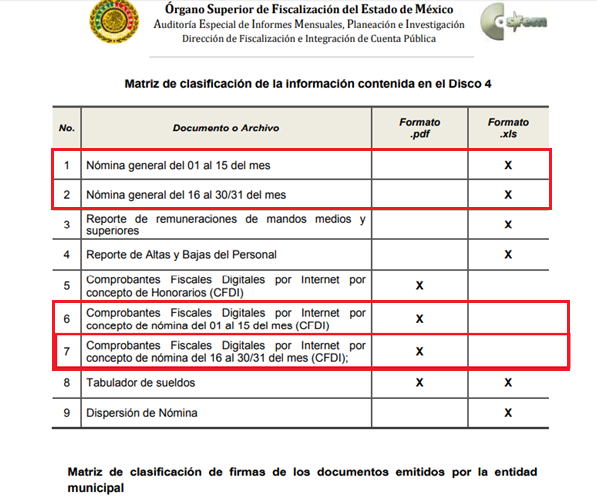 Órgano Superior de Fiscalización del Estado de México
Auditoría Especial de Informes Mensuales, Planeación e Investigación
Dirección de Fiscalización e Integración de Cuenta Pública
osfem
Matriz de clasificación de la información contenida en el Disco 4
No. Documento o Archivo Formato .pdf Formato .xls
1 Nómina general del 01 al 15 del mes X
2 Nómina general del 16 al 30/31 del mes X
3 Reporte de remuneraciones de mandos medios y
superiores X
4 Reporte de Altas y Bajas del Personal X
5 Comprobantes Fiscales Digitales por Internet por
concepto de Honorarios (CFDI) X
6 Comprobantes Fiscales Digitales por Internet por
concepto de nómina del 01 al 15 del mes (CFDI) X
7 Comprobantes Fiscales Digitales por Internet por
concepto de nómina del 16 al 30/31 del mes (CFDI); X
8 Tabulador de sueldos X X
9 Dispersión de Nómina X
Matriz de clasificación de firmas de los documentos emitidos por la entidad
municipal